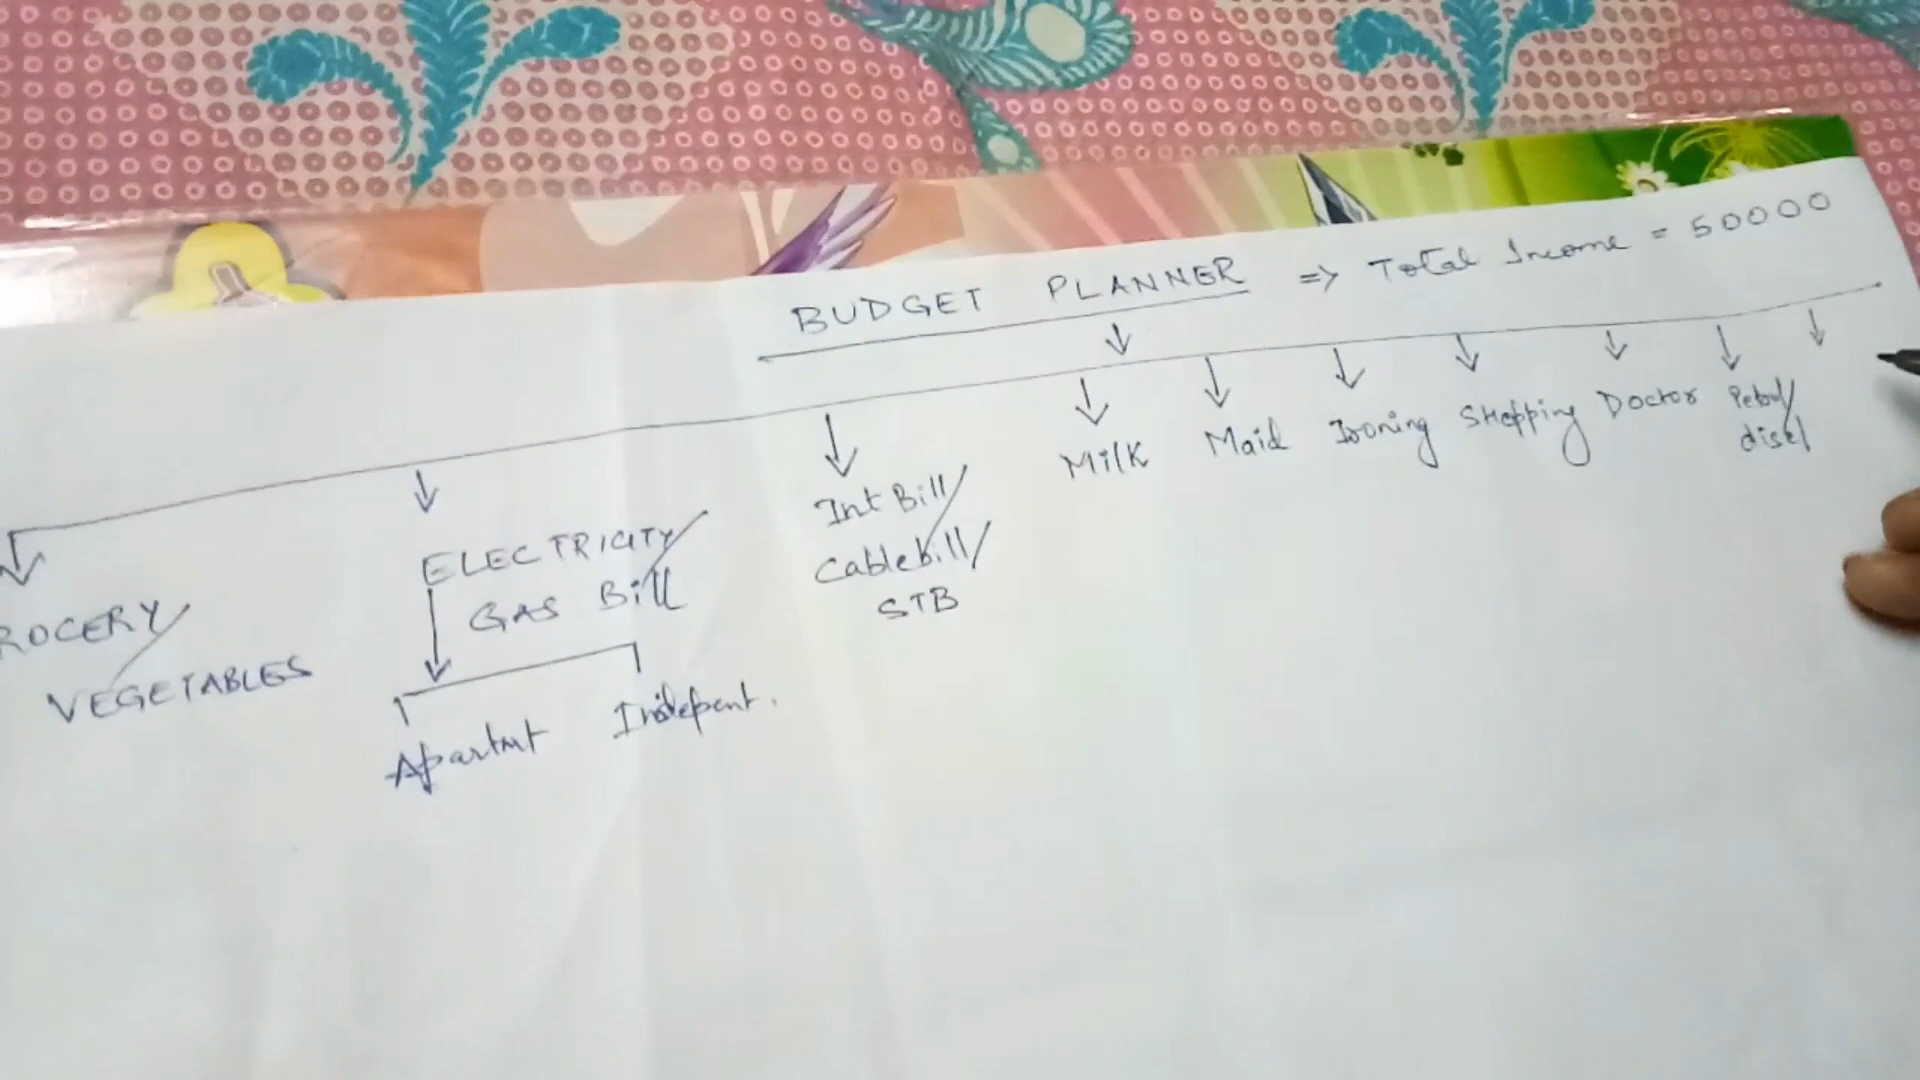 BUDGET PLANNER => Total Income = 50000
ROCERY/
VEGETABLES
ELECTRICITY/
GAS Bill
Apartmt Indepent.
Int Bill/
Cablebill/
STB
Milk
Maid
Ironing
Shopping
Doctor
Petrol/
disel